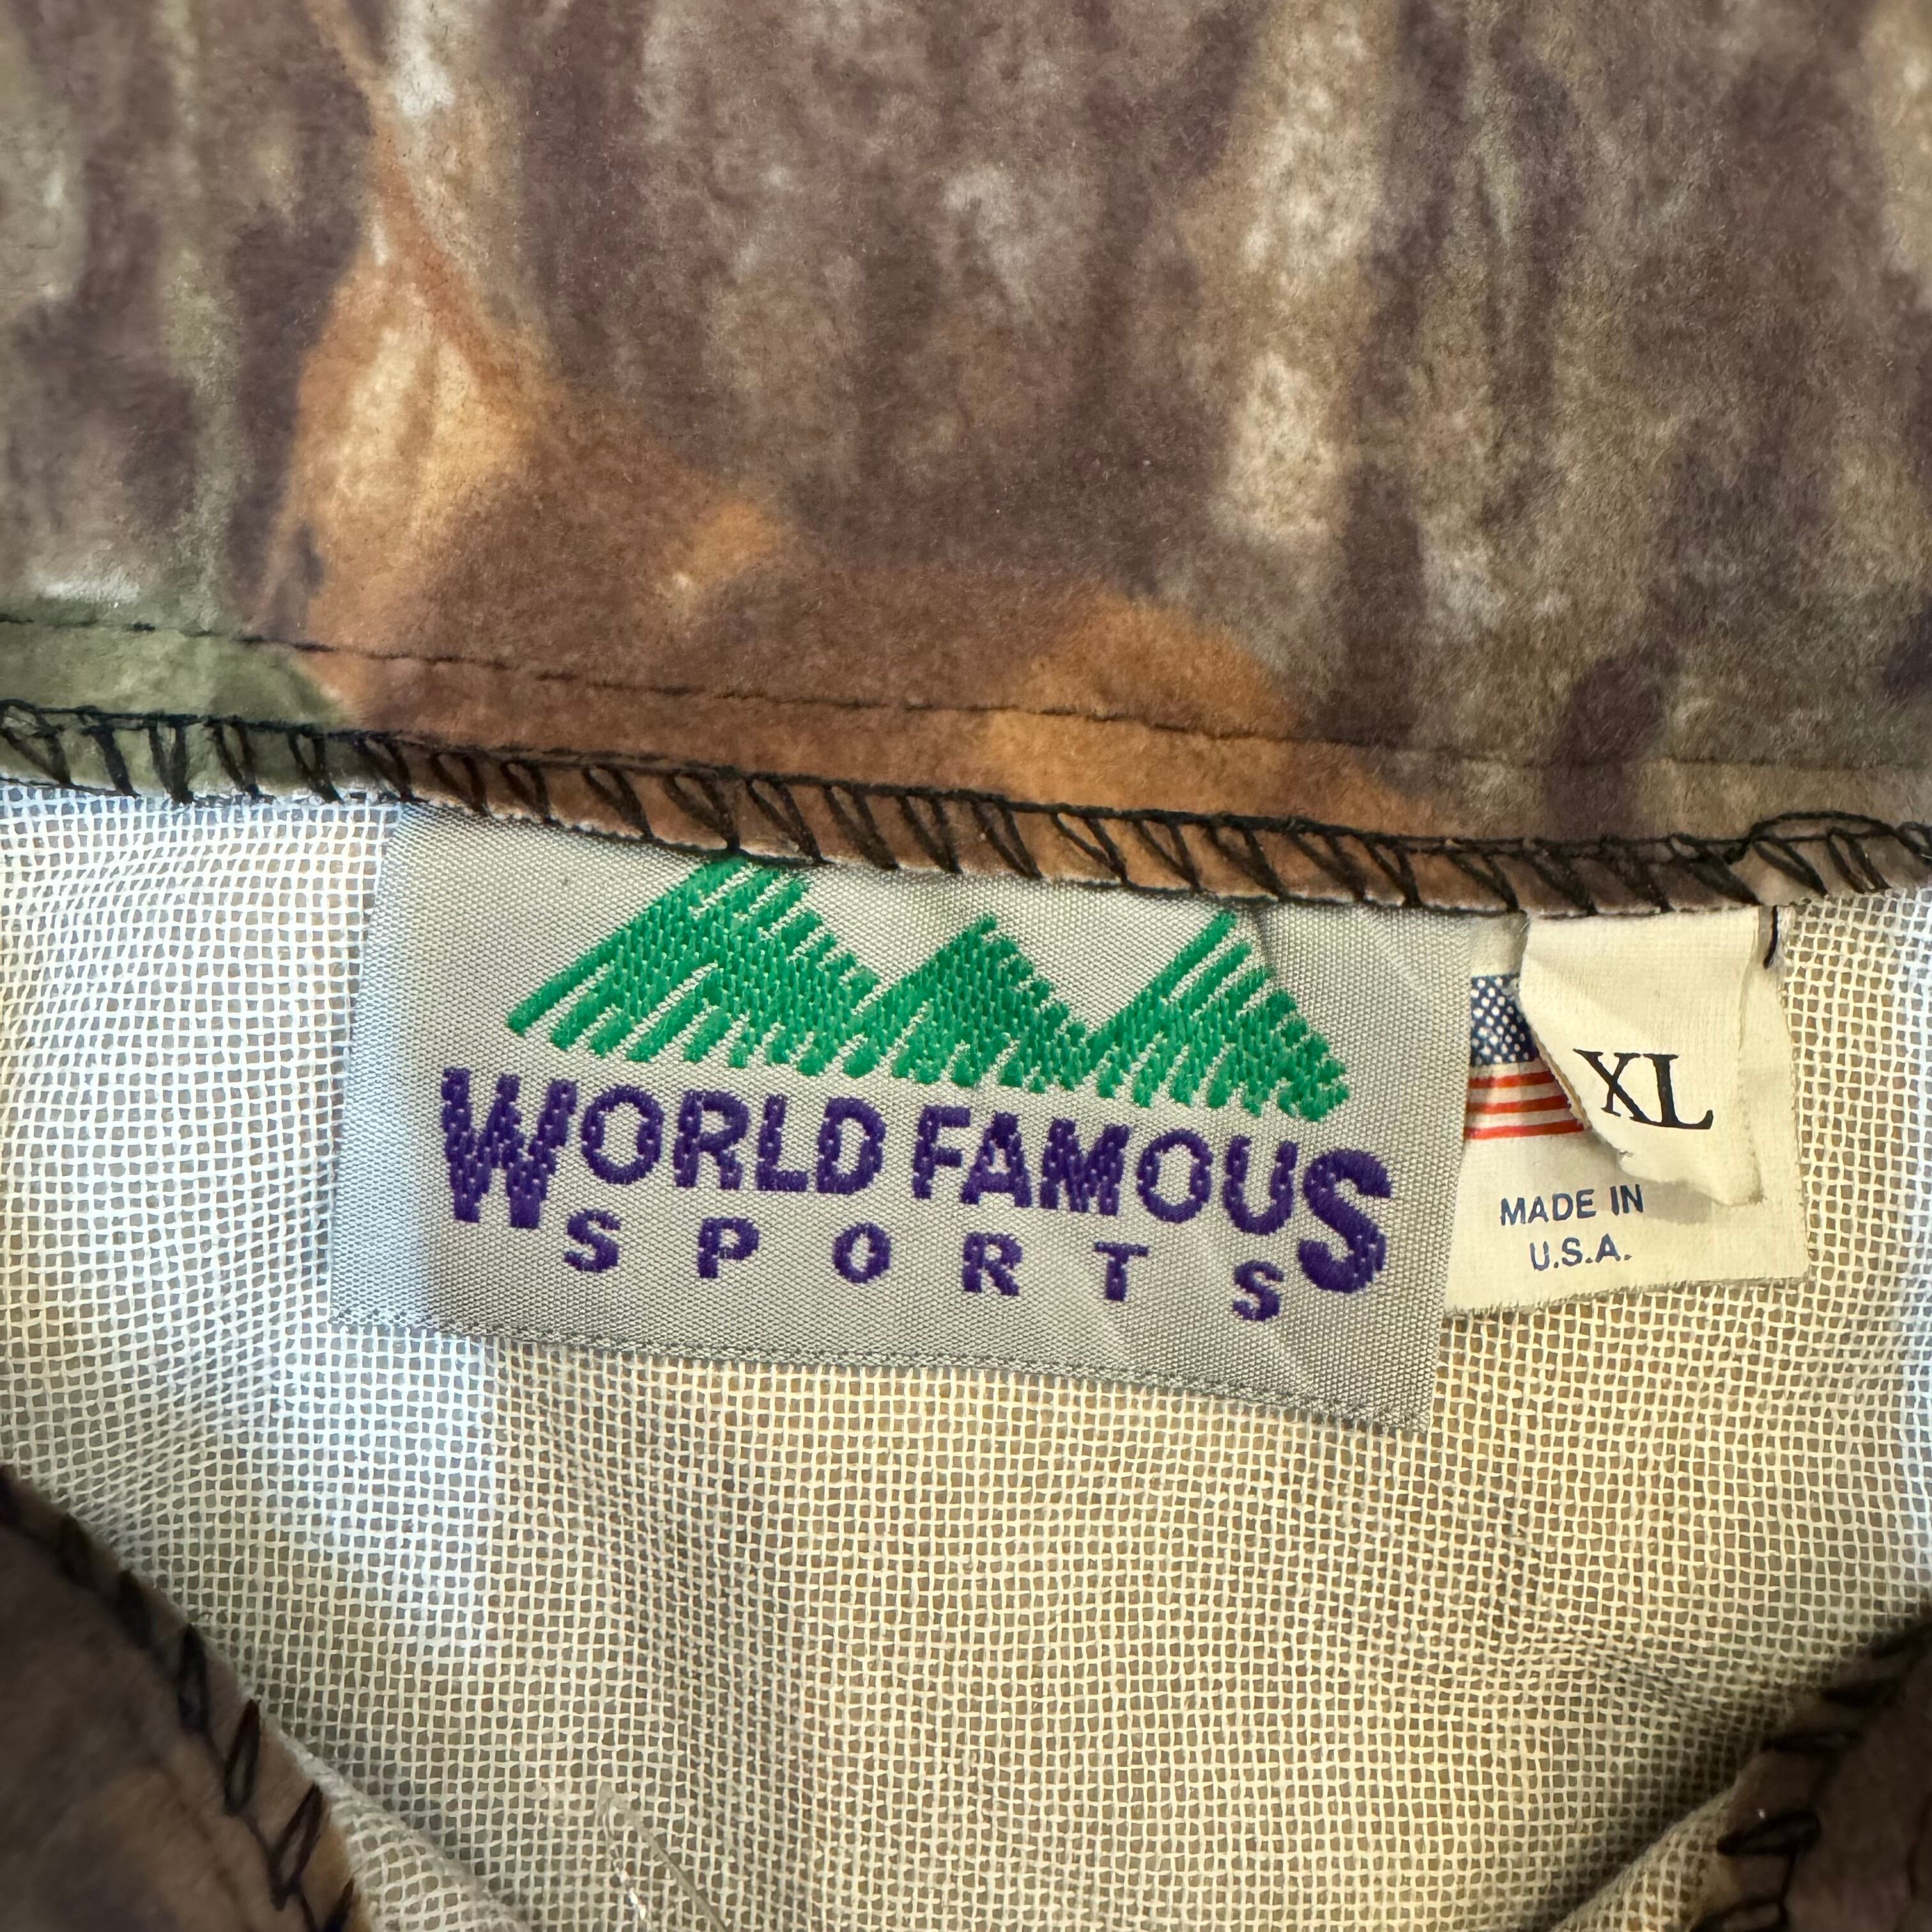 WORLD FAMOUS
SPORTS
XL
MADE IN
U.S.A.